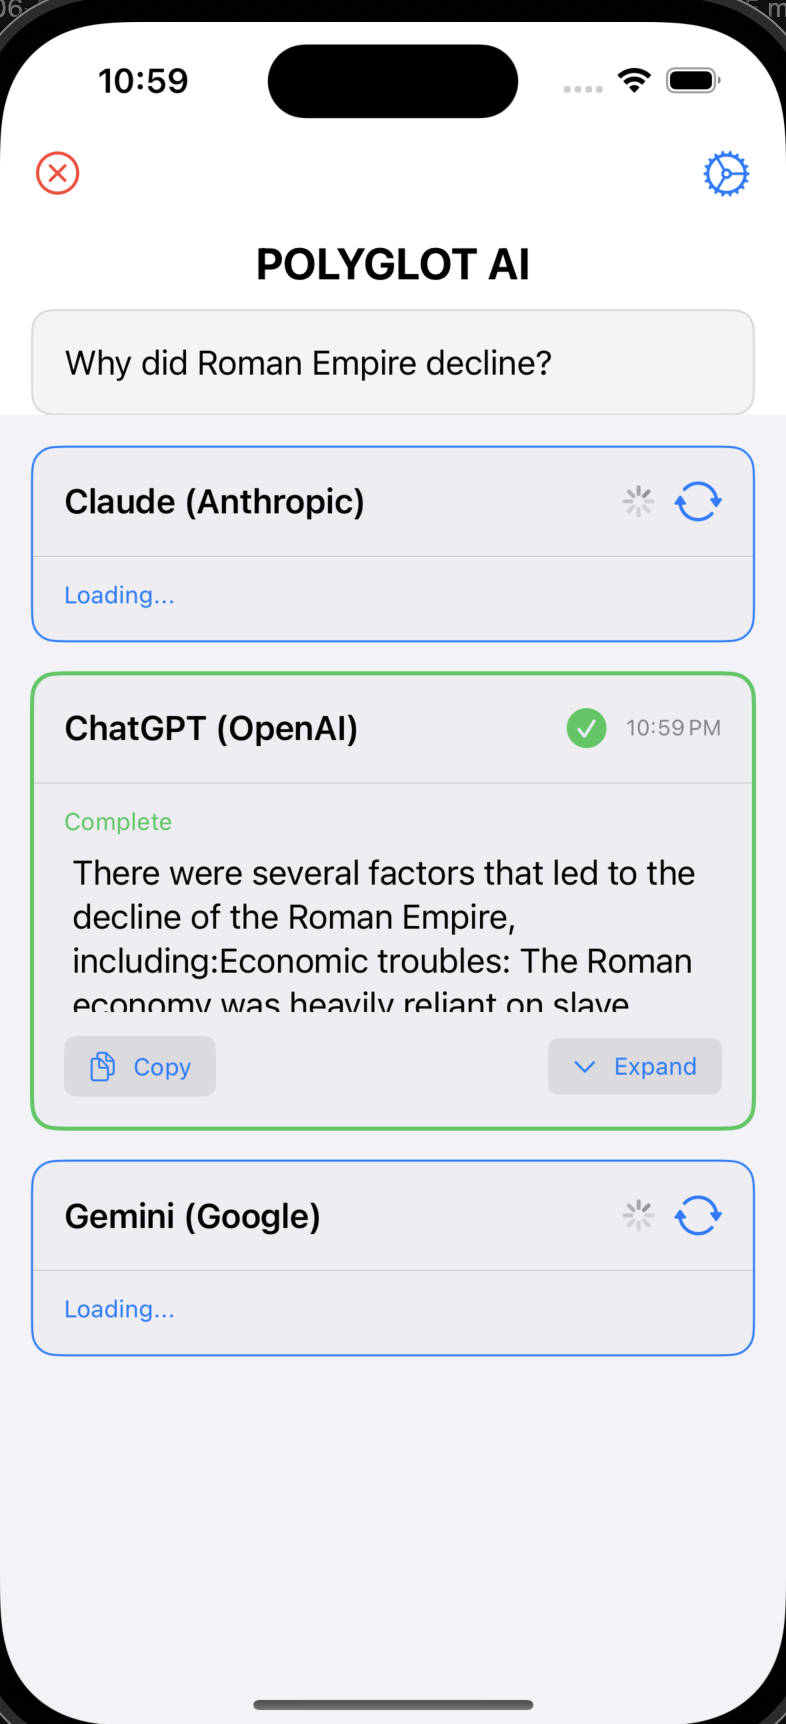 06
m
10:59
POLYGLOT AI
Why did Roman Empire decline?
Claude (Anthropic)
Loading...
ChatGPT (OpenAI)
10:59 PM
Complete
There were several factors that led to the
decline of the Roman Empire,
including:Economic troubles: The Roman
economy was heavily reliant on slave
Copy
Expand
Gemini (Google)
Loading...